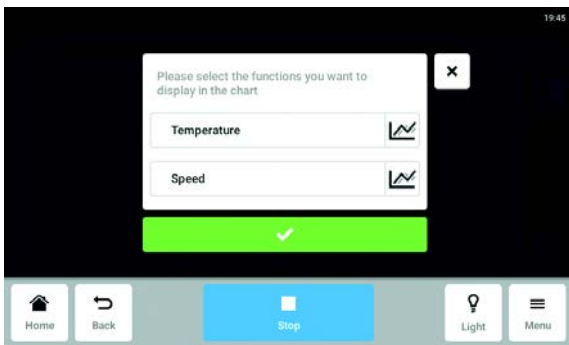 19:45
Please select the functions you want to
display in the chart
Temperature
Speed
Home
Back
Stop
Light
Menu